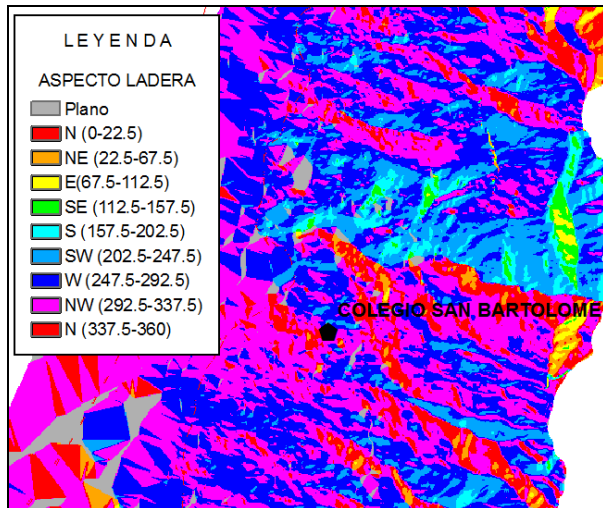 L E Y E N D A
ASPECTO LADERA
Plano
N (0-22.5)
NE (22.5-67.5)
E(67.5-112.5)
SE (112.5-157.5)
S (157.5-202.5)
SW (202.5-247.5)
W (247.5-292.5)
NW (292.5-337.5)
N (337.5-360)
COLEGIO SAN BARTOLOME